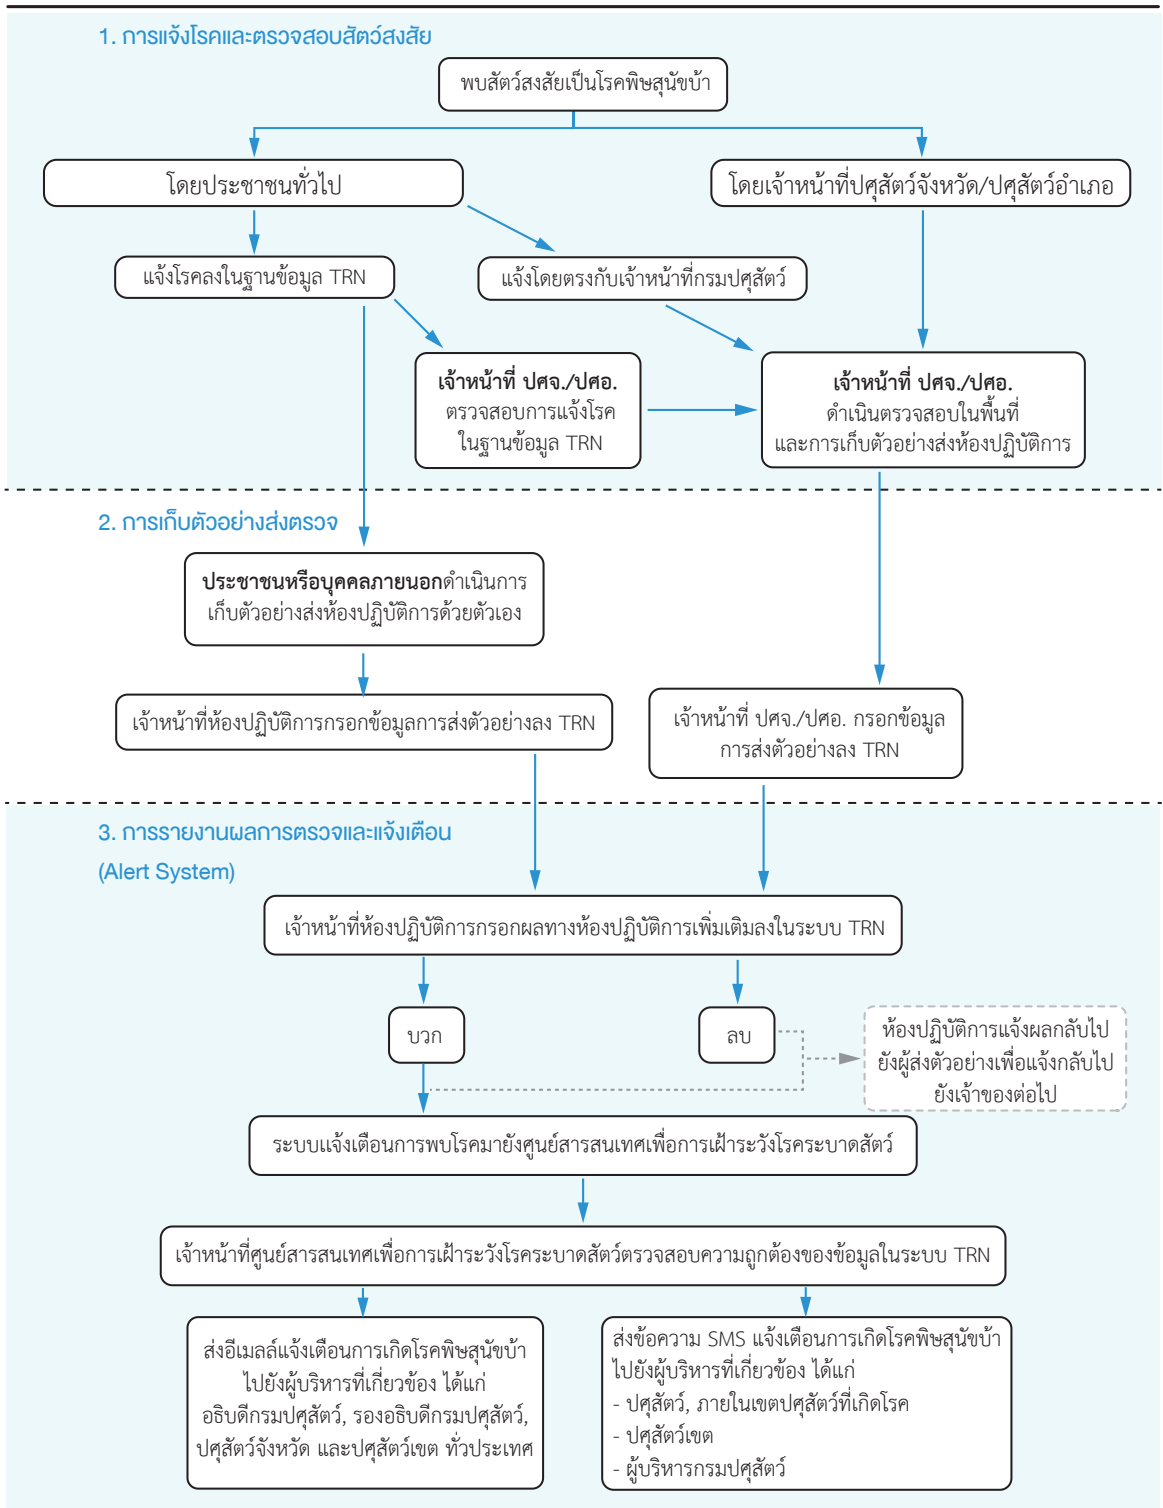 1. การแจ้งโรคและตรวจสอบสัตว์สงสัย
พบสัตว์สงสัยเป็นโรคพิษสุนัขบ้า
โดยประชาชนทั่วไป
โดยเจ้าหน้าที่ปศุสัตว์จังหวัด/ปศุสัตว์อำเภอ
แจ้งโรคลงในฐานข้อมูล TRN
แจ้งโดยตรงกับเจ้าหน้าที่กรมปศุสัตว์
เจ้าหน้าที่ ปศจ./ปศอ.
ตรวจสอบการแจ้งโรค
ในฐานข้อมูล TRN
เจ้าหน้าที่ ปศจ./ปศอ.
ดำเนินตรวจสอบในพื้นที่
และการเก็บตัวอย่างส่งห้องปฏิบัติการ
2. การเก็บตัวอย่างส่งตรวจ
ประชาชนหรือบุคคลภายนอกดำเนินการ
เก็บตัวอย่างส่งห้องปฏิบัติการด้วยตัวเอง
เจ้าหน้าที่ห้องปฏิบัติการกรอกข้อมูลการส่งตัวอย่างลง TRN
เจ้าหน้าที่ ปศจ./ปศอ. กรอกข้อมูล
การส่งตัวอย่างลง TRN
3. การรายงานผลการตรวจและแจ้งเตือน
(Alert System)
เจ้าหน้าที่ห้องปฏิบัติการกรอกผลทางห้องปฏิบัติการเพิ่มเติมลงในระบบ TRN
บวก
ลบ
ห้องปฏิบัติการแจ้งผลกลับไป
ยังผู้ส่งตัวอย่างเพื่อแจ้งกลับไป
ยังเจ้าของต่อไป
ระบบแจ้งเตือนการพบโรคมายังศูนย์สารสนเทศเพื่อการเฝ้าระวังโรคระบาดสัตว์
เจ้าหน้าที่ศูนย์สารสนเทศเพื่อการเฝ้าระวังโรคระบาดสัตว์ตรวจสอบความถูกต้องของข้อมูลในระบบ TRN
ส่งอีเมลล์แจ้งเตือนการเกิดโรคพิษสุนัขบ้า
ไปยังผู้บริหารที่เกี่ยวข้อง ได้แก่
อธิบดีกรมปศุสัตว์, รองอธิบดีกรมปศุสัตว์,
ปศุสัตว์จังหวัด และปศุสัตว์เขต ทั่วประเทศ
ส่งข้อความ SMS แจ้งเตือนการเกิดโรคพิษสุนัขบ้า
ไปยังผู้บริหารที่เกี่ยวข้อง ได้แก่
- ปศุสัตว์, ภายในเขตปศุสัตว์ที่เกิดโรค
- ปศุสัตว์เขต
- ผู้บริหารกรมปศุสัตว์